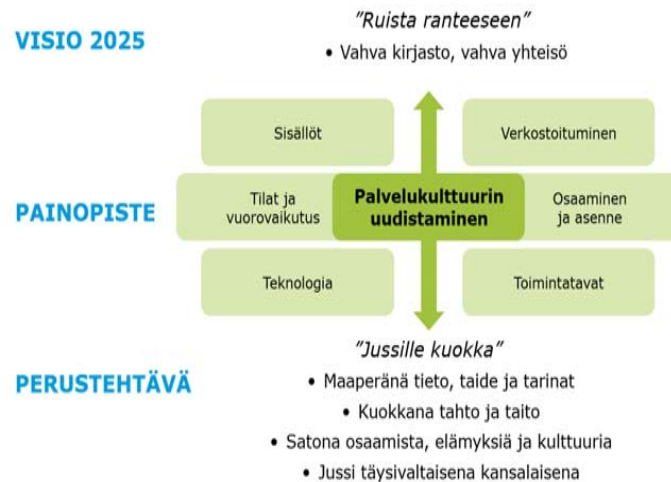 VISIO 2025
"Ruista ranteeseen"
• Vahva kirjasto, vahva yhteisö
Sisällöt
Verkostoituminen
PAINOPISTE
Tilat ja
vuorovaikutus
Palvelukulttuurin
uudistaminen
Osaaminen
ja asenne
Teknologia
Toimintatavat
PERUSTEHTÄVÄ
"Jussille kuokka"
• Maaperänä tieto, taide ja tarinat
• Kuokkana tahto ja taito
• Satona osaamista, elämyksiä ja kulttuuria
• Jussi täysivaltaisena kansalaisena